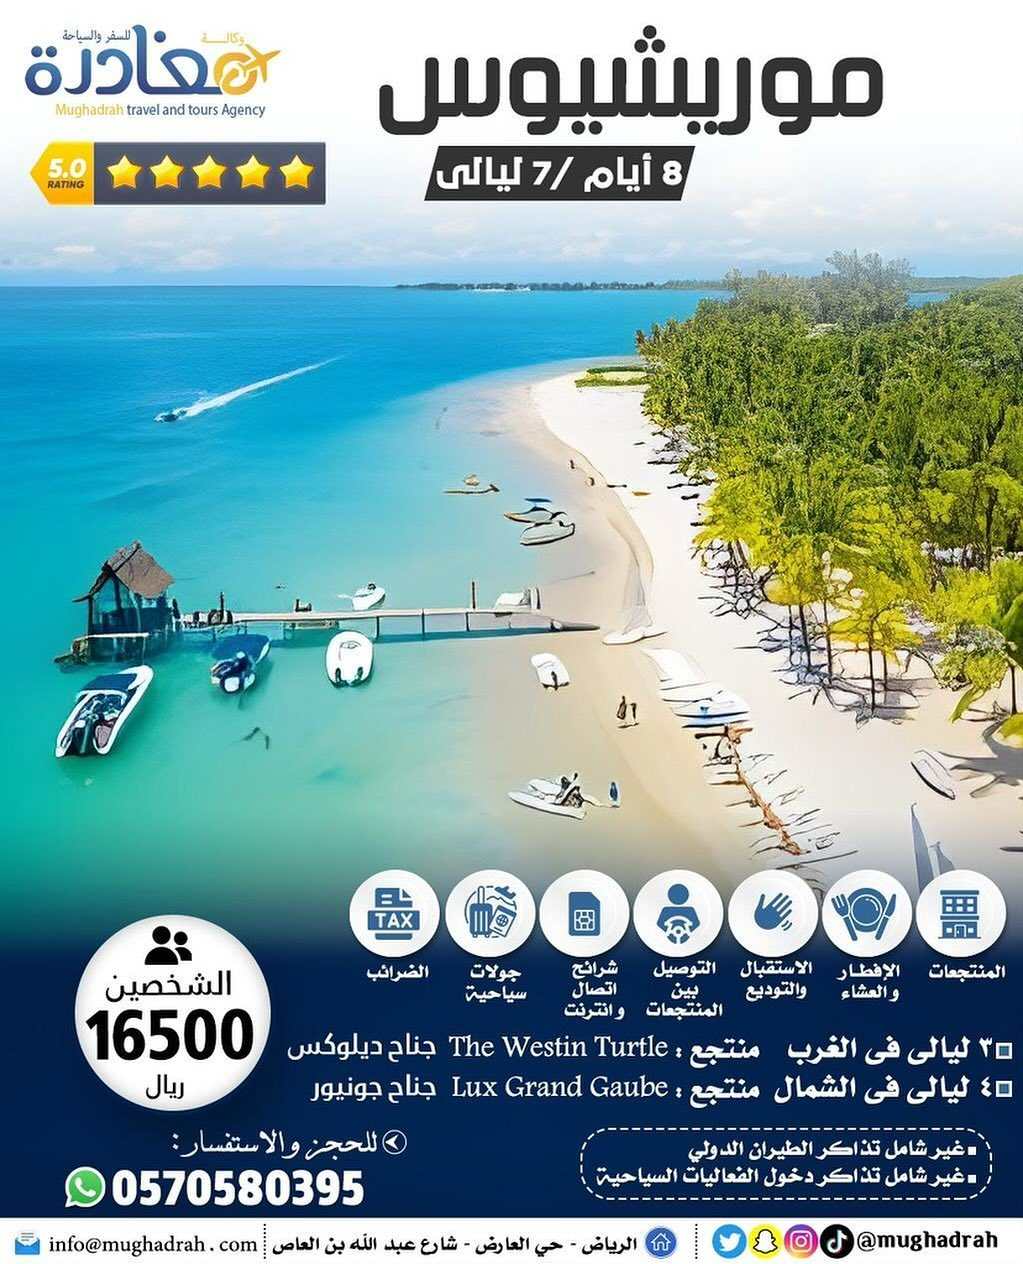 وكالـــة للسفر والسياحة
مغادرة
Mughadrah travel and tours Agency
موريشيوس
8 أيام /7 ليالى
5.0
RATING
المنتجعات
الإفطار والعشاء
الاستقبال والتوديع
التوصيل بين المنتجعات
شرائح اتصال وانترنت
جولات سياحية
TAX
الضرائب
الشخصين
16500
ريال
٣ ليالى فى الغرب منتجع : The Westin Turtle جناح ديلوكس
٤ ليالى فى الشمال منتجع : Lux Grand Gaube جناح جونيور
للحجز والاستفسار:
0570580395
غير شامل تذاكر الطيران الدولي
غير شامل تذاكر دخول الفعاليات السياحية
@mughadrah
الرياض - حي العارض - شارع عبد الله بن العاص
info@mughadrah . com